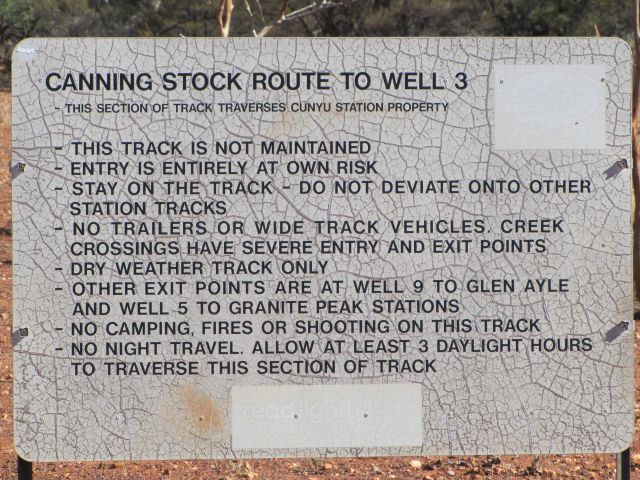 CANNING STOCK ROUTE TO WELL 3
- THIS SECTION OF TRACK TRAVERSES CUNYU STATION PROPERTY
- THIS TRACK IS NOT MAINTAINED
- ENTRY IS ENTIRELY AT OWN RISK
- STAY ON THE TRACK - DO NOT DEVIATE ONTO OTHER
STATION TRACKS
- NO TRAILERS OR WIDE TRACK VEHICLES. CREEK
CROSSINGS HAVE SEVERE ENTRY AND EXIT POINTS
- DRY WEATHER TRACK ONLY
- OTHER EXIT POINTS ARE AT WELL 9 TO GLEN AYLE
AND WELL 5 TO GRANITE PEAK STATIONS
- NO CAMPING, FIRES OR SHOOTING ON THIS TRACK
- NO NIGHT TRAVEL. ALLOW AT LEAST 3 DAYLIGHT HOURS
TO TRAVERSE THIS SECTION OF TRACK